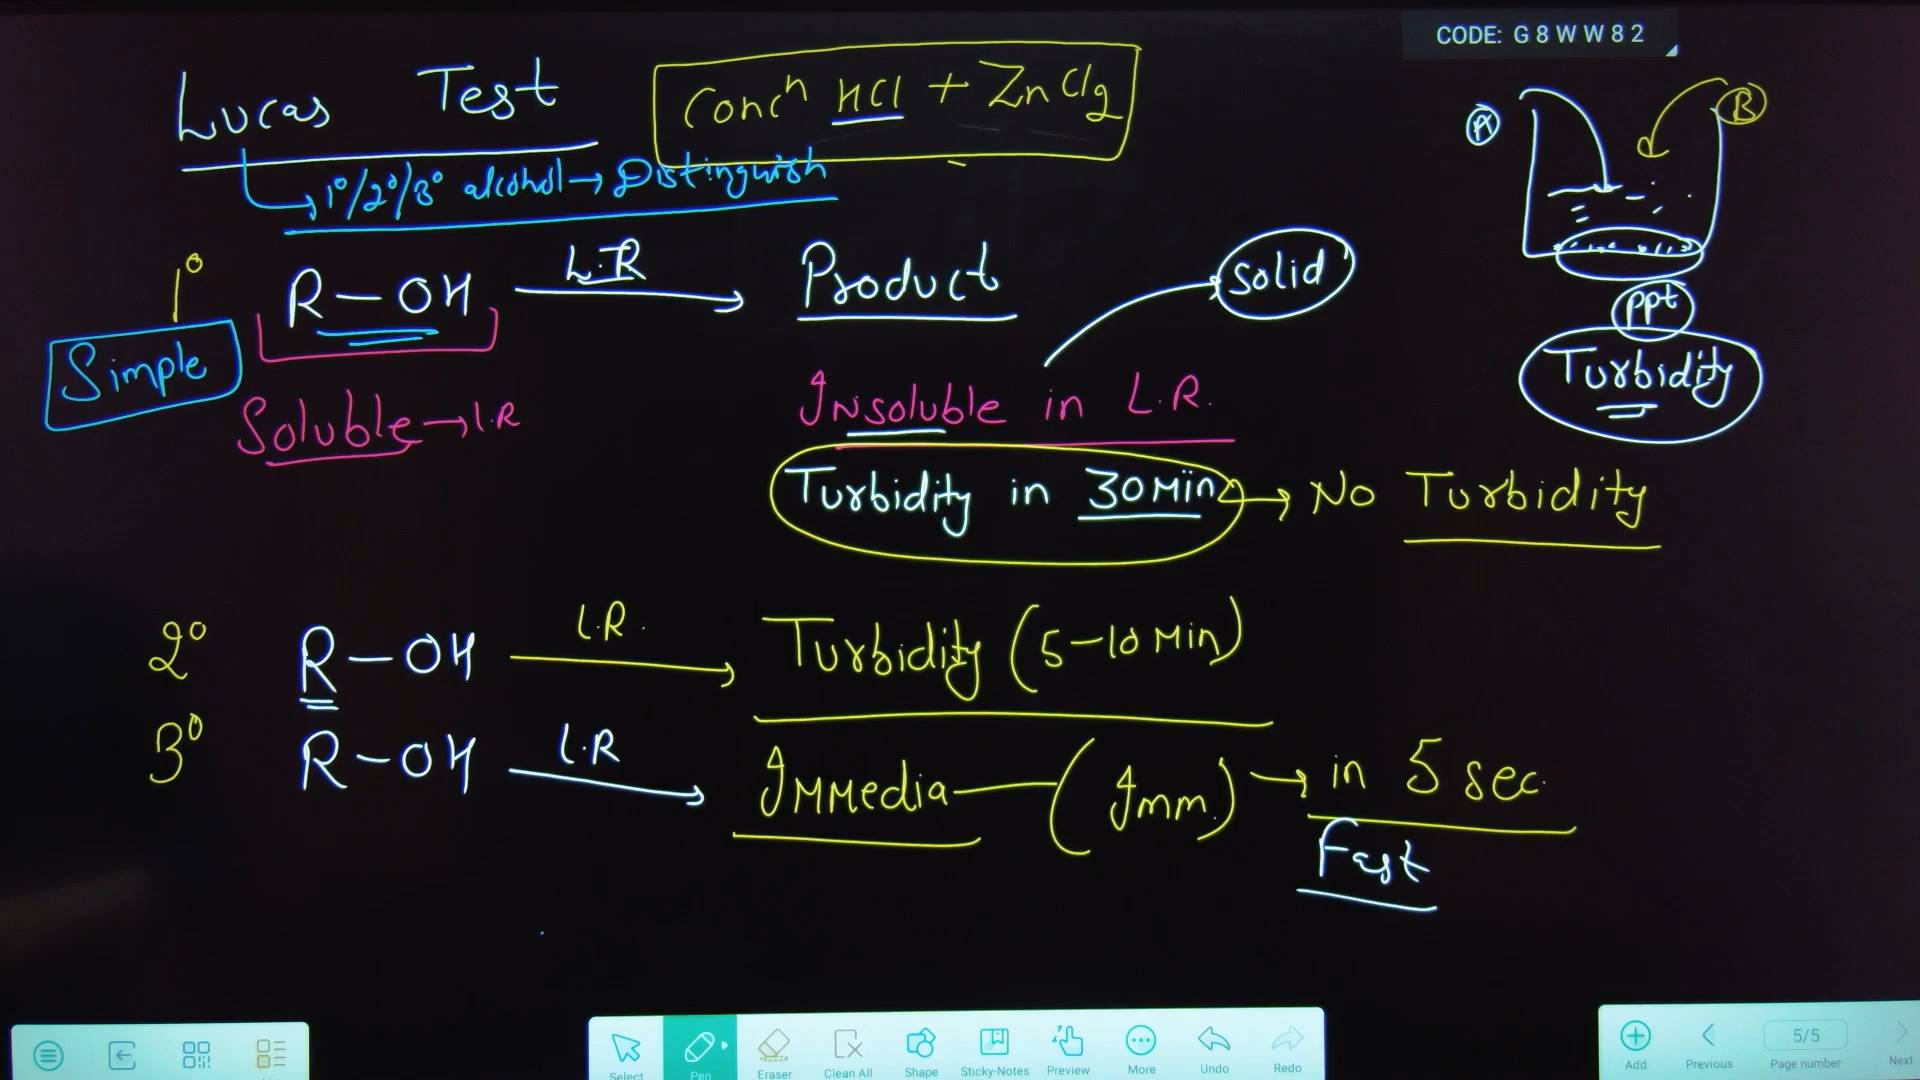 CODE: G8WW82
Lucas Test
Concⁿ HCl + ZnCl2
1°/2°/3° alcohol → Distinguish
A
B
1° R-OH L.R Product
solid
ppt
Simple
Turbidity
Soluble → L.R
Insoluble in L.R.
Turbidity in 30 Min → No Turbidity
2° R-OH L.R. Turbidity (5-10 Min)
3° R-OH L.R Immedia (Imm.) → in 5 sec.
Fast
Select
Pen
Eraser
Clean All
Shape
Sticky-Notes
Preview
More
Undo
Redo
Add
Previous
5/5
Page number
Next